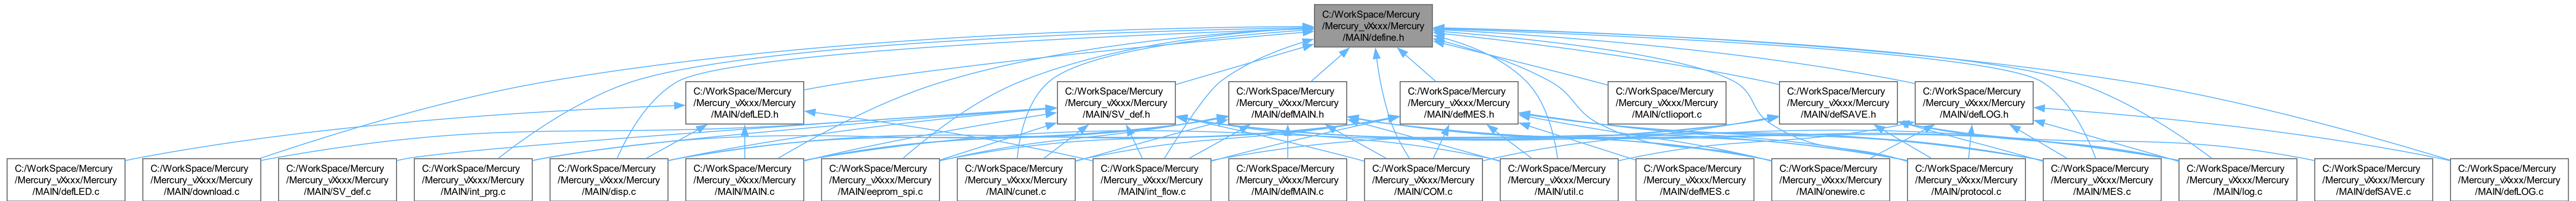 C:/WorkSpace/Mercury
/Mercury_vXxxx/Mercury
/MAIN/define.h
C:/WorkSpace/Mercury
/Mercury_vXxxx/Mercury
/MAIN/defLED.h
C:/WorkSpace/Mercury
/Mercury_vXxxx/Mercury
/MAIN/SV_def.h
C:/WorkSpace/Mercury
/Mercury_vXxxx/Mercury
/MAIN/defMAIN.h
C:/WorkSpace/Mercury
/Mercury_vXxxx/Mercury
/MAIN/defMES.h
C:/WorkSpace/Mercury
/Mercury_vXxxx/Mercury
/MAIN/ctlioport.c
C:/WorkSpace/Mercury
/Mercury_vXxxx/Mercury
/MAIN/defSAVE.h
C:/WorkSpace/Mercury
/Mercury_vXxxx/Mercury
/MAIN/defLOG.h
C:/WorkSpace/Mercury
/Mercury_vXxxx/Mercury
/MAIN/defLED.c
C:/WorkSpace/Mercury
/Mercury_vXxxx/Mercury
/MAIN/download.c
C:/WorkSpace/Mercury
/Mercury_vXxxx/Mercury
/MAIN/SV_def.c
C:/WorkSpace/Mercury
/Mercury_vXxxx/Mercury
/MAIN/int_prg.c
C:/WorkSpace/Mercury
/Mercury_vXxxx/Mercury
/MAIN/disp.c
C:/WorkSpace/Mercury
/Mercury_vXxxx/Mercury
/MAIN/MAIN.c
C:/WorkSpace/Mercury
/Mercury_vXxxx/Mercury
/MAIN/eeprom_spi.c
C:/WorkSpace/Mercury
/Mercury_vXxxx/Mercury
/MAIN/cunet.c
C:/WorkSpace/Mercury
/Mercury_vXxxx/Mercury
/MAIN/int_flow.c
C:/WorkSpace/Mercury
/Mercury_vXxxx/Mercury
/MAIN/defMAIN.c
C:/WorkSpace/Mercury
/Mercury_vXxxx/Mercury
/MAIN/COM.c
C:/WorkSpace/Mercury
/Mercury_vXxxx/Mercury
/MAIN/util.c
C:/WorkSpace/Mercury
/Mercury_vXxxx/Mercury
/MAIN/defMES.c
C:/WorkSpace/Mercury
/Mercury_vXxxx/Mercury
/MAIN/onewire.c
C:/WorkSpace/Mercury
/Mercury_vXxxx/Mercury
/MAIN/protocol.c
C:/WorkSpace/Mercury
/Mercury_vXxxx/Mercury
/MAIN/MES.c
C:/WorkSpace/Mercury
/Mercury_vXxxx/Mercury
/MAIN/log.c
C:/WorkSpace/Mercury
/Mercury_vXxxx/Mercury
/MAIN/defSAVE.c
C:/WorkSpace/Mercury
/Mercury_vXxxx/Mercury
/MAIN/defLOG.c